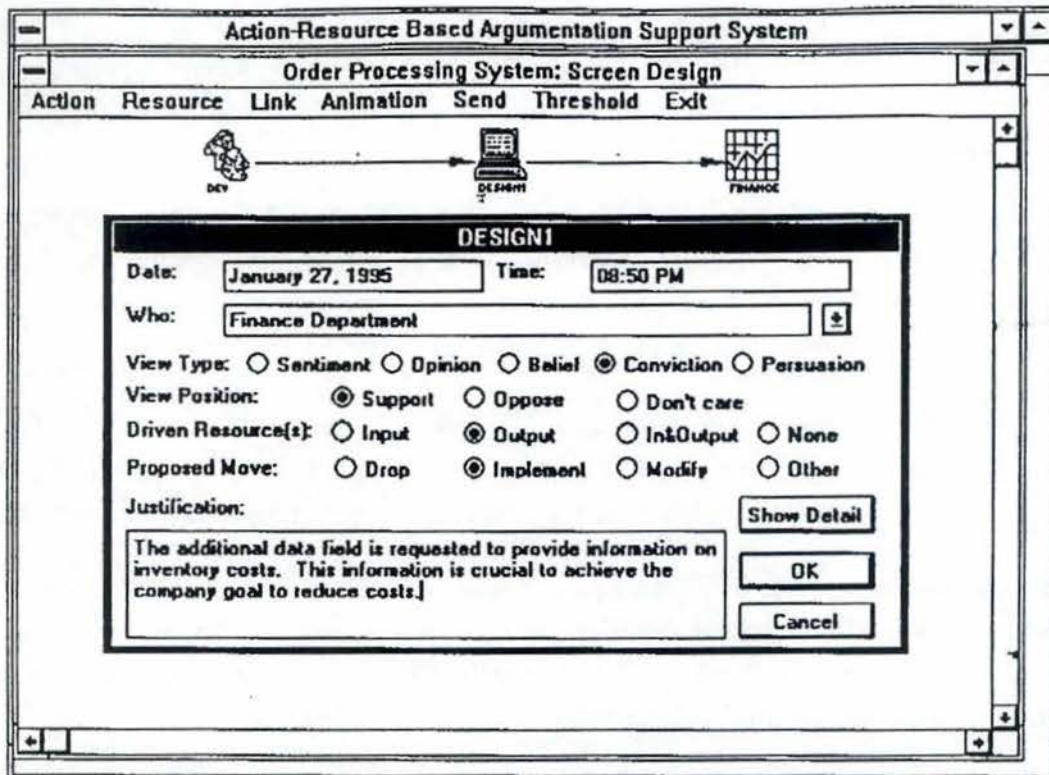 Action-Resource Based Argumentation Support System
Order Processing System: Screen Design
Action Resource Link Animation Send Threshold Exit
DEV DESIGN1 FINANCE
DESIGN1
Date: January 27, 1995 Time: 08:50 PM
Who: Finance Department
View Type: Sentiment Opinion Belief Conviction Persuasion
View Position: Support Oppose Don't care
Driven Resource(s): Input Output In&Output None
Proposed Move: Drop Implement Modify Other
Justification:
Show Detail
The additional data field is requested to provide information on
inventory costs. This information is crucial to achieve the
company goal to reduce costs.
OK
Cancel